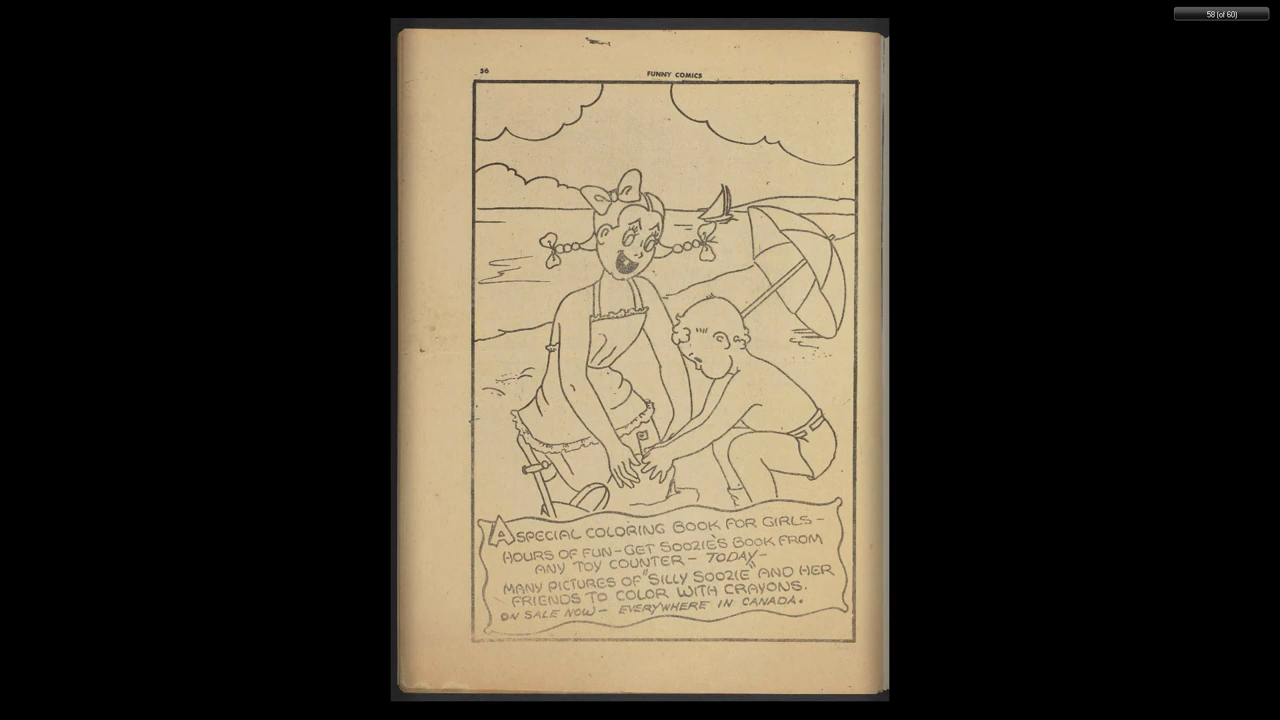 58 (of 60)
56
FUNNY COMICS
A SPECIAL COLORING BOOK FOR GIRLS –
HOURS OF FUN – GET SOOZIE'S BOOK FROM
ANY TOY COUNTER – TODAY –
MANY PICTURES OF "SILLY SOOZIE" AND HER
FRIENDS TO COLOR WITH CRAYONS.
ON SALE NOW – EVERYWHERE IN CANADA.